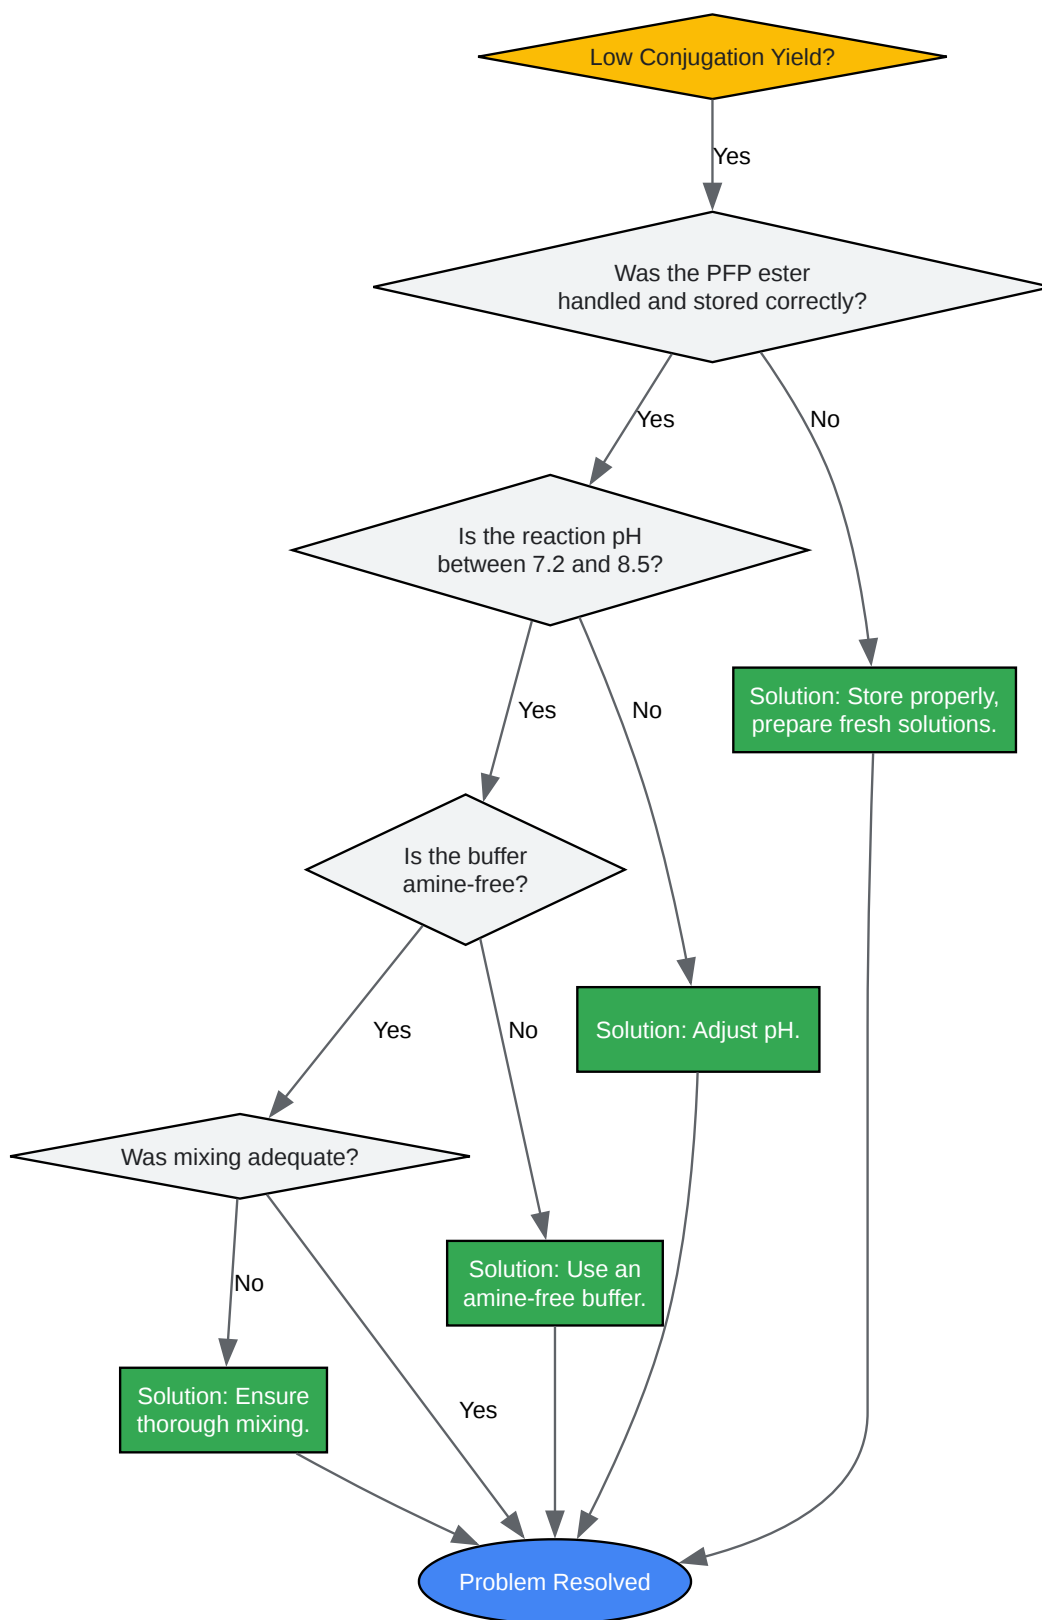 Low Conjugation Yield?
Yes
Was the PFP ester
handled and stored correctly?
Yes
No
Is the reaction pH
between 7.2 and 8.5?
Yes
No
Solution: Store properly,
prepare fresh solutions.
Is the buffer
amine-free?
Yes
No
Solution: Adjust pH.
Was mixing adequate?
No
Solution: Use an
amine-free buffer.
Solution: Ensure
thorough mixing.
Yes
Problem Resolved